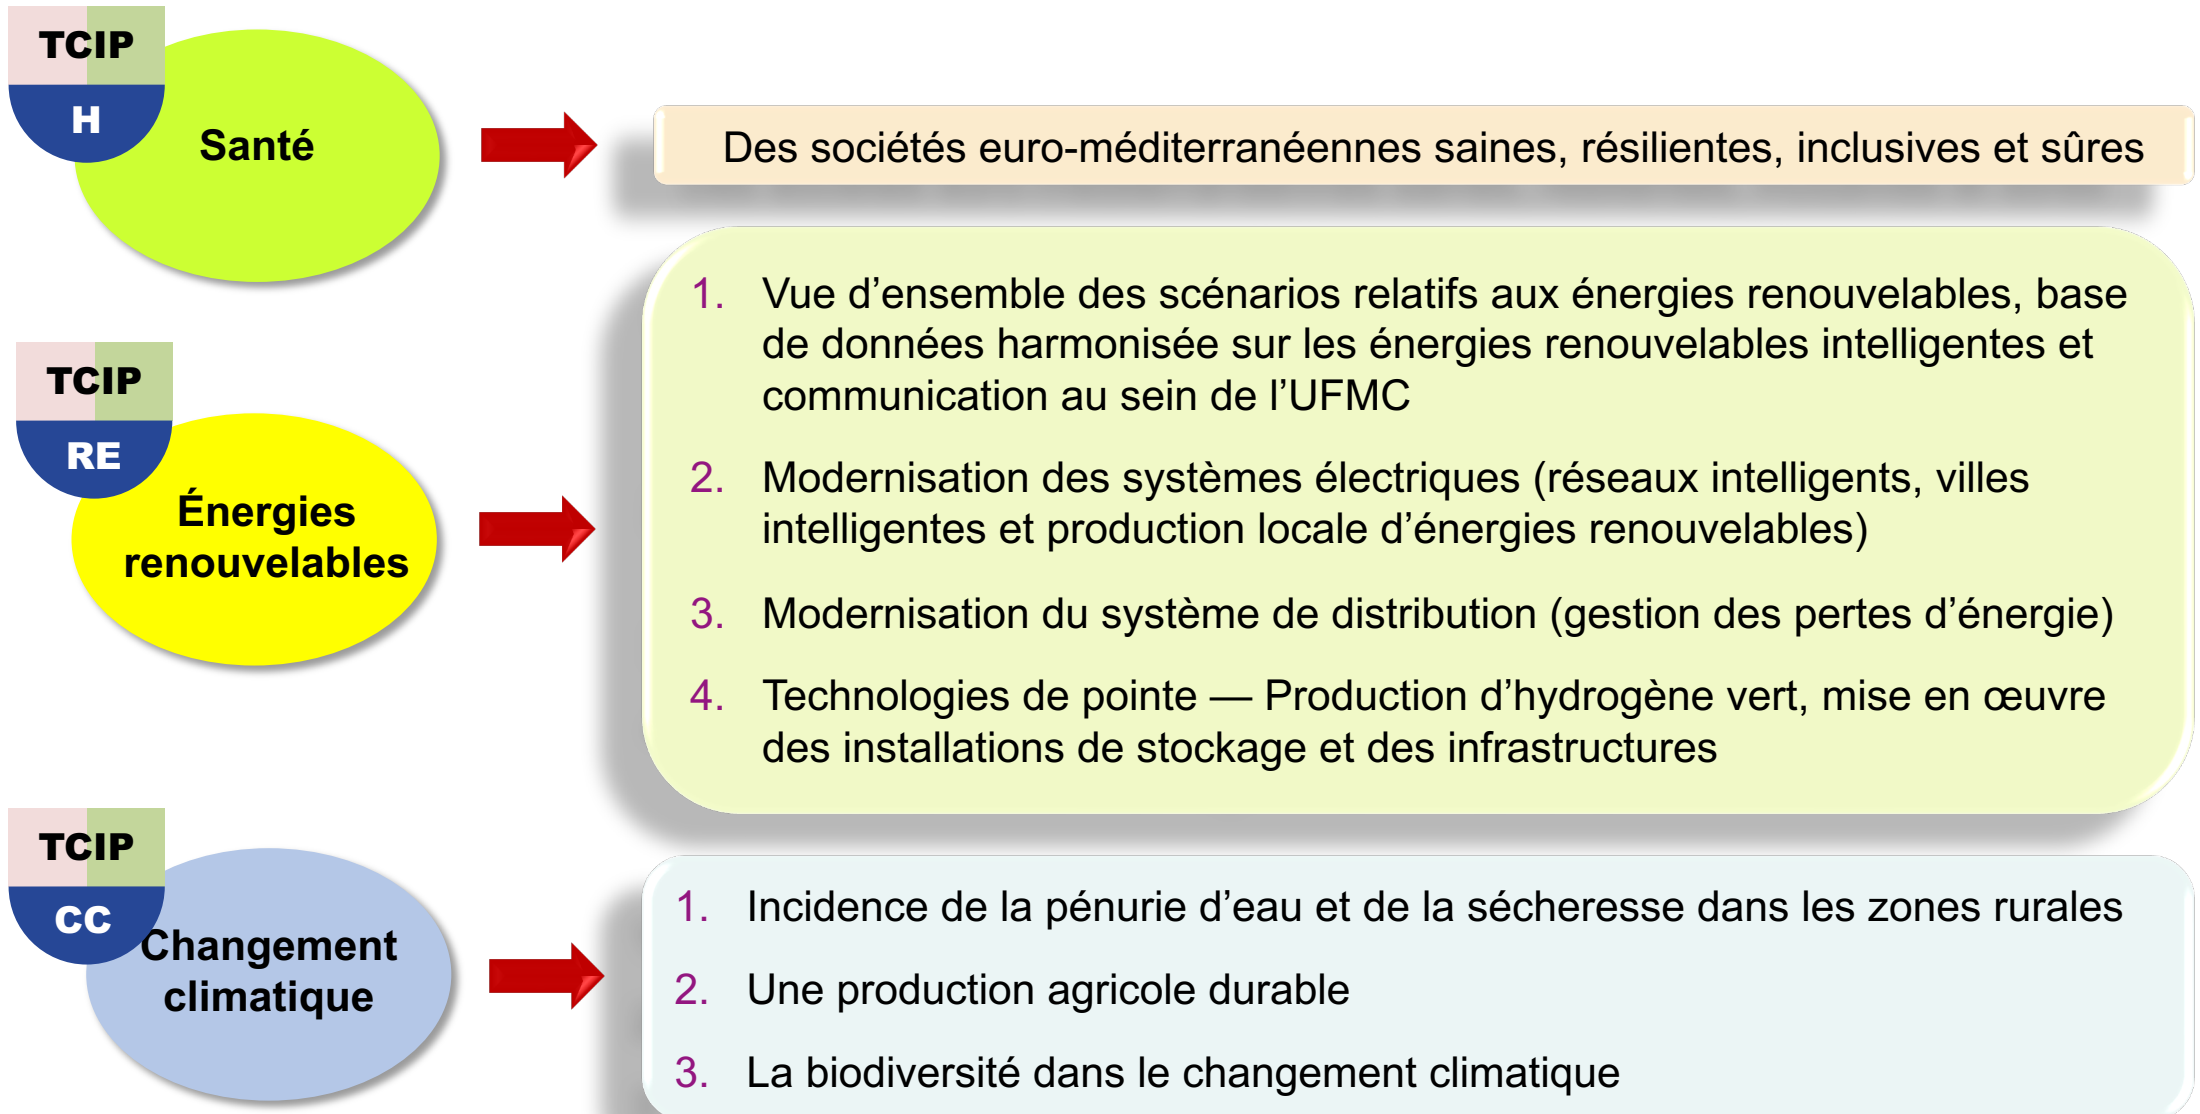 TCIP
H
Santé
Des sociétés euro-méditerranéennes saines, résilientes, inclusives et sûres
TCIP
RE
Énergies
renouvelables
1. Vue d’ensemble des scénarios relatifs aux énergies renouvelables, base
de données harmonisée sur les énergies renouvelables intelligentes et
communication au sein de l’UFMC
2. Modernisation des systèmes électriques (réseaux intelligents, villes
intelligentes et production locale d’énergies renouvelables)
3. Modernisation du système de distribution (gestion des pertes d’énergie)
4. Technologies de pointe — Production d’hydrogène vert, mise en œuvre
des installations de stockage et des infrastructures
TCIP
CC
Changement
climatique
1. Incidence de la pénurie d’eau et de la sécheresse dans les zones rurales
2. Une production agricole durable
3. La biodiversité dans le changement climatique